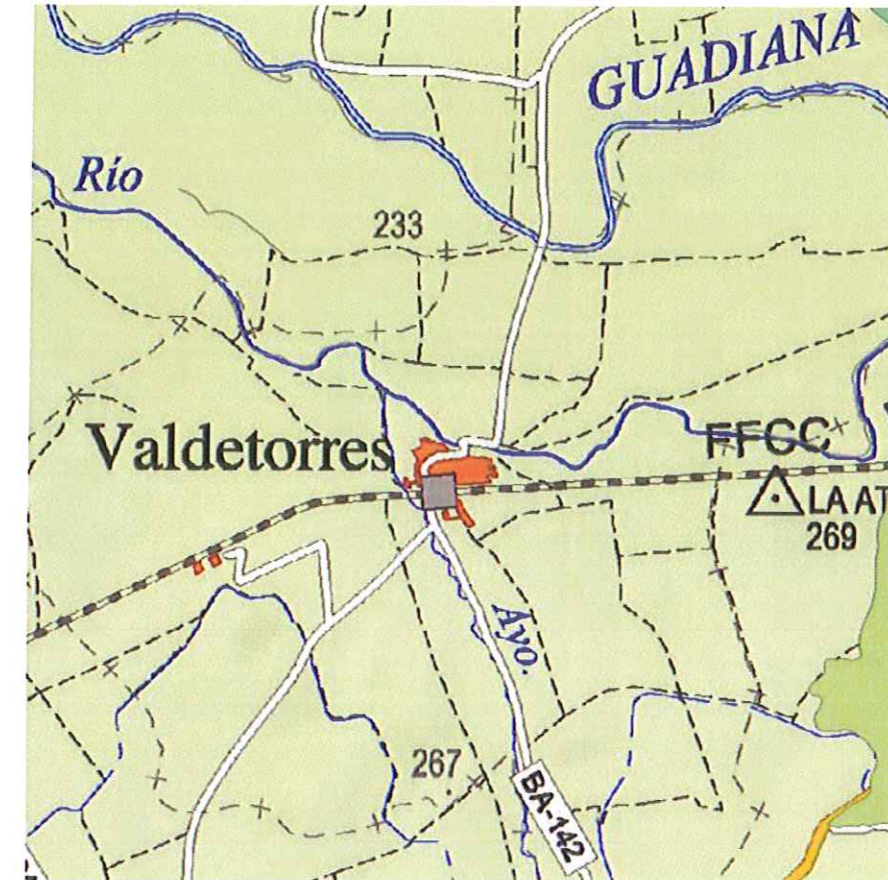 GUADIANA
Río
233
Valdetorres
FFCC
LA AT
269
Ayo.
267
BA-142